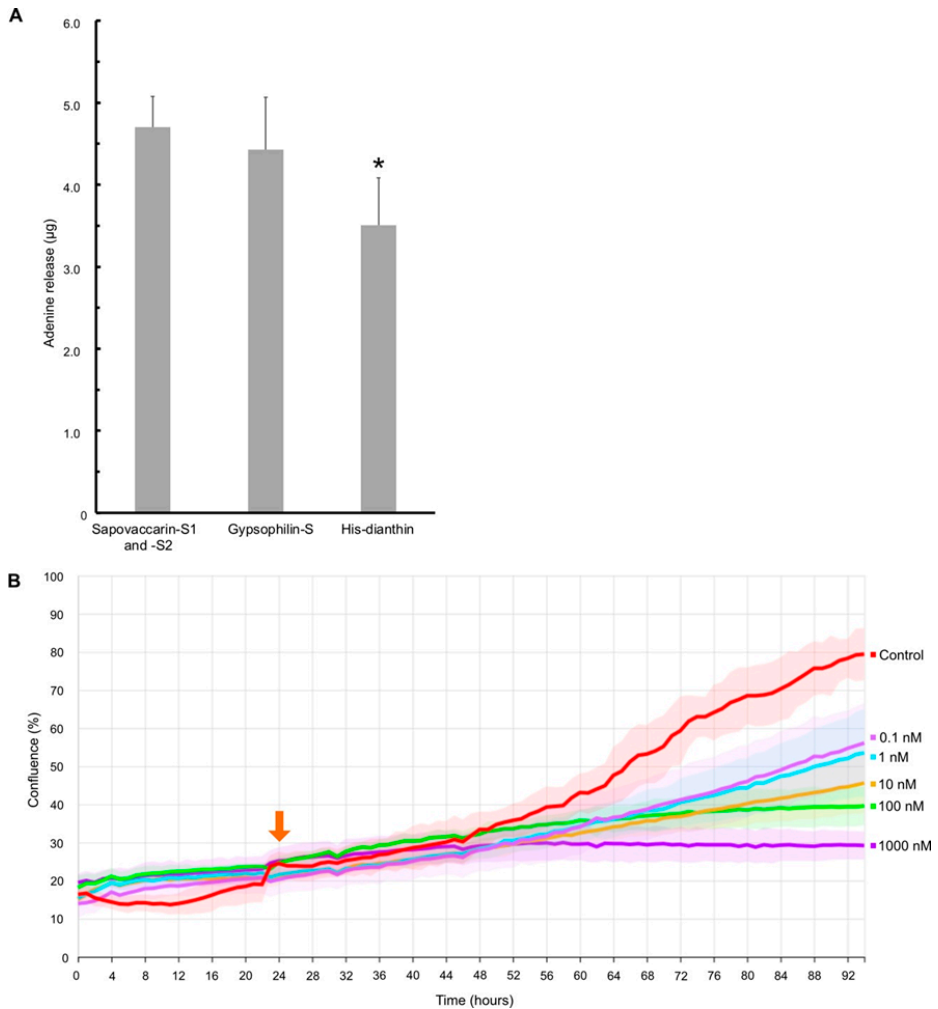 A
6.0
5.0
4.0
3.0
2.0
1.0
0
Adenine release (µg)
*
Sapovaccarin-S1
and -S2
Gypsophilin-S
His-dianthin
B
100
90
80
70
60
50
40
30
20
10
0
Confluence (%)
Control
0.1 nM
1 nM
10 nM
100 nM
1000 nM
0 4 8 12 16 20 24 28 32 36 40 44 48 52 56 60 64 68 72 76 80 84 88 92
Time (hours)